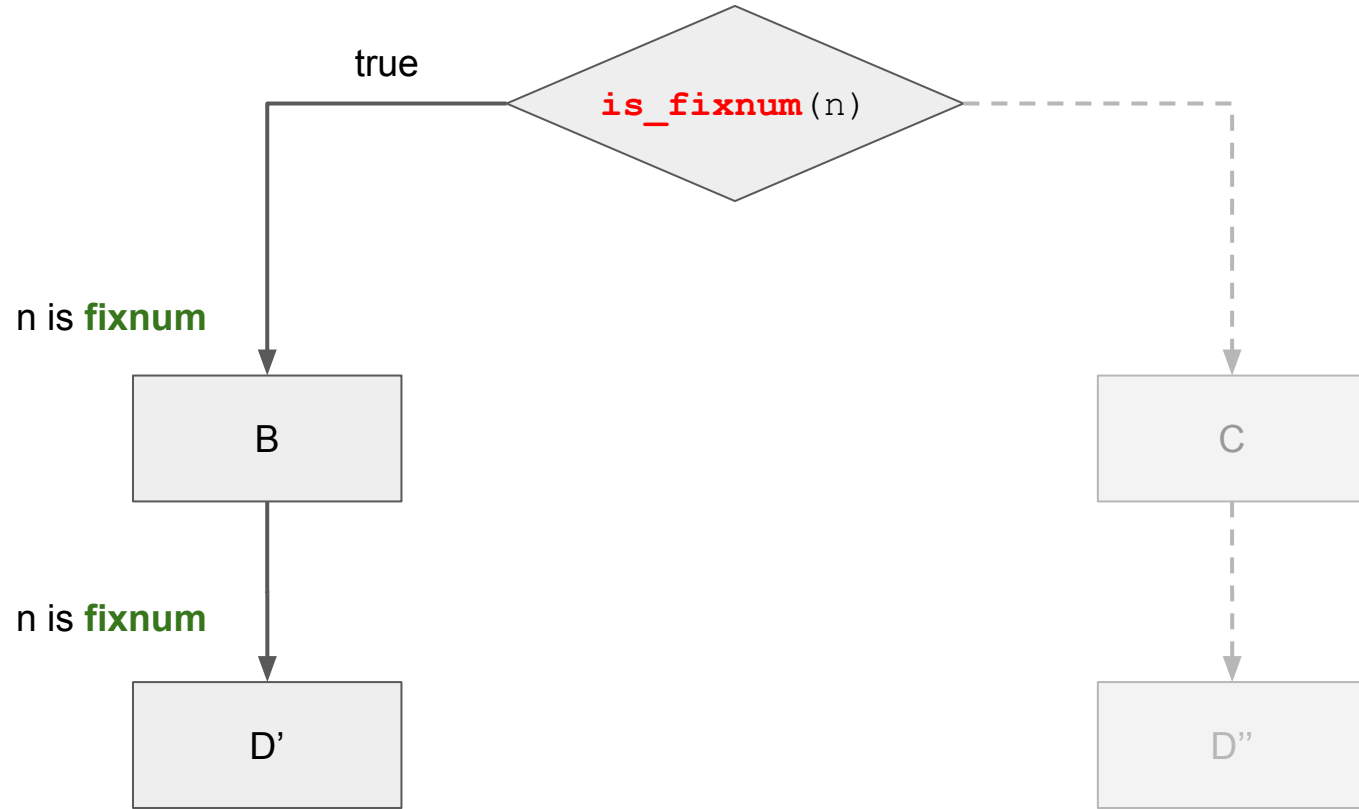 true
is_fixnum(n)
n is fixnum
B
C
n is fixnum
D’
D’’